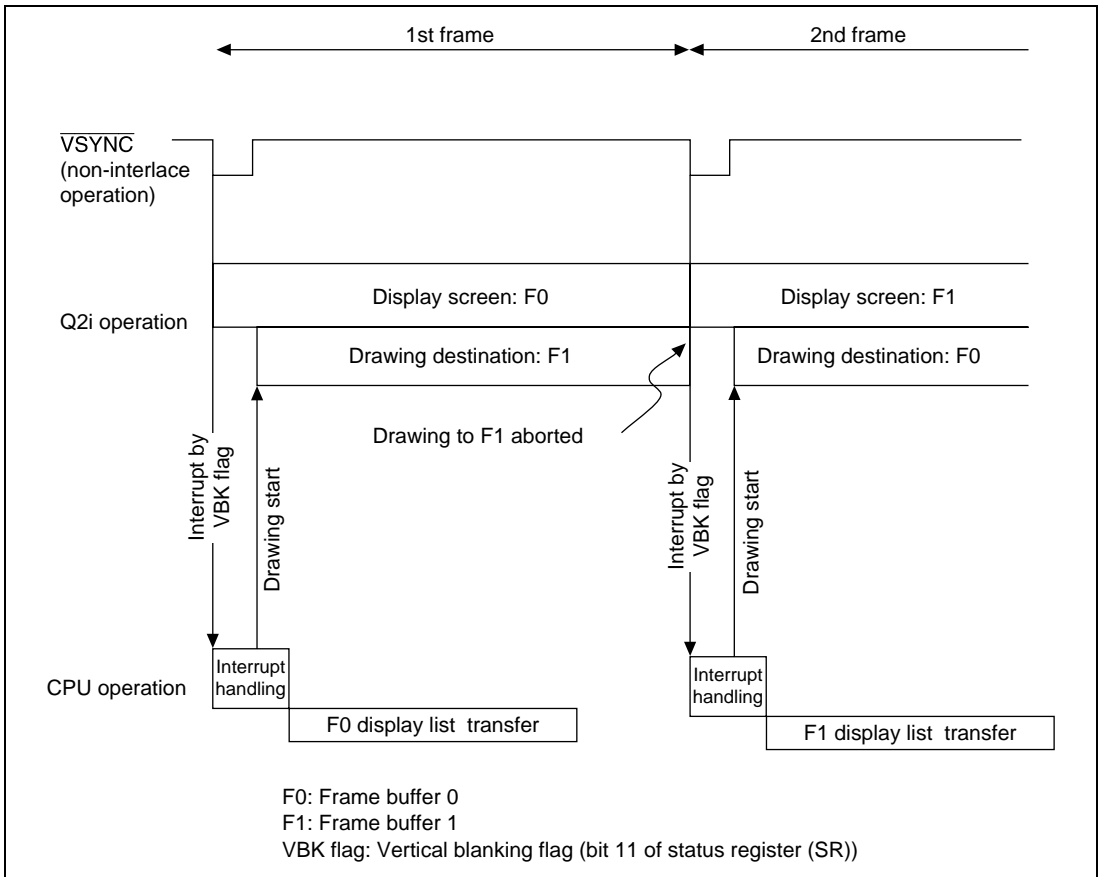 1st frame
2nd frame
VSYNC
(non-interlace
operation)
Display screen: F0
Display screen: F1
Q2i operation
Drawing destination: F1
Drawing destination: F0
Drawing to F1 aborted
Interrupt by
VBK flag
Drawing start
Interrupt by
VBK flag
Drawing start
CPU operation
Interrupt
handling
Interrupt
handling
F0 display list transfer
F1 display list transfer
F0: Frame buffer 0
F1: Frame buffer 1
VBK flag: Vertical blanking flag (bit 11 of status register (SR))